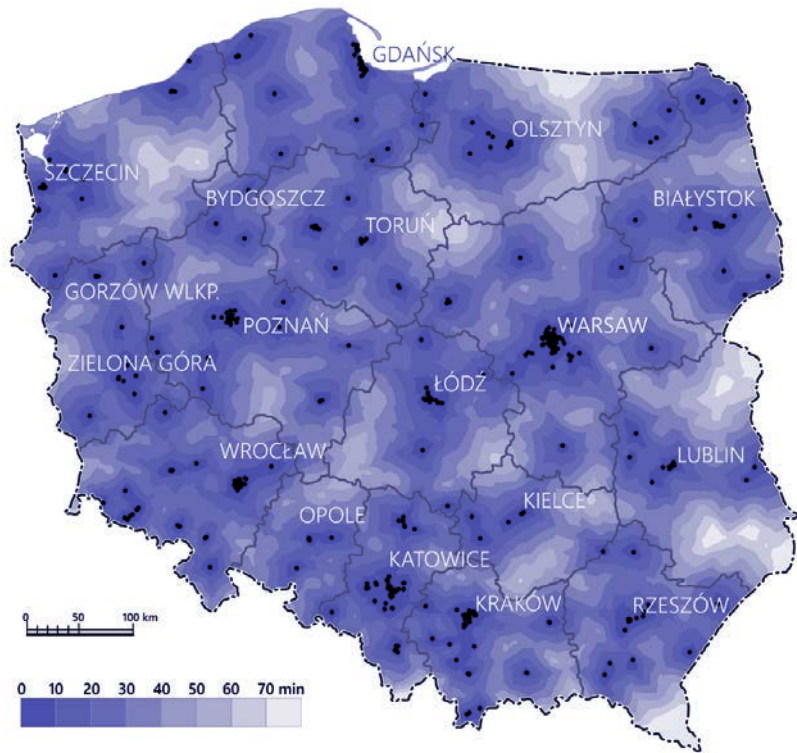 GDAŃSK
OLSZTYN
SZCZECIN
BYDGOSZCZ
BIAŁYSTOK
TORUŃ
GORZÓW WLKP.
POZNAŃ
WARSAW
ZIELONA GÓRA
ŁÓDŹ
WROCŁAW
LUBLIN
KIELCE
OPOLE
KATOWICE
KRAKÓW
RZESZÓW
0 50 100 km
0 10 20 30 40 50 60 70 min